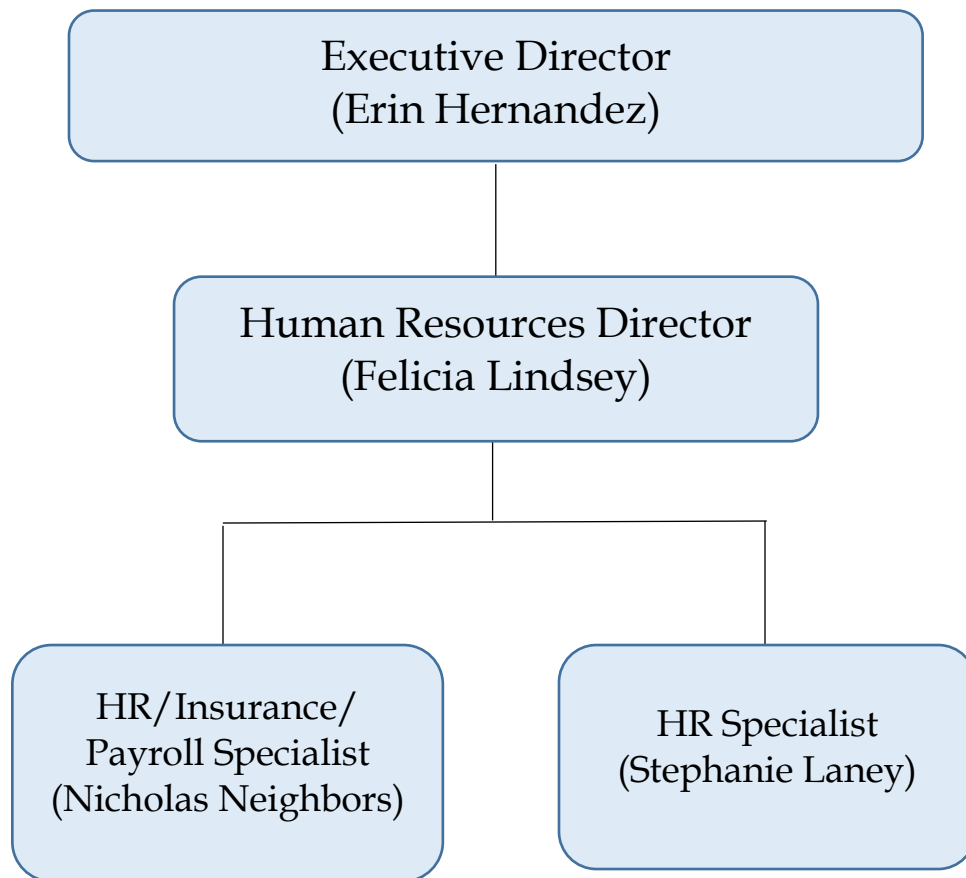 Executive Director
(Erin Hernandez)
Human Resources Director
(Felicia Lindsey)
HR/Insurance/
Payroll Specialist
(Nicholas Neighbors)
HR Specialist
(Stephanie Laney)